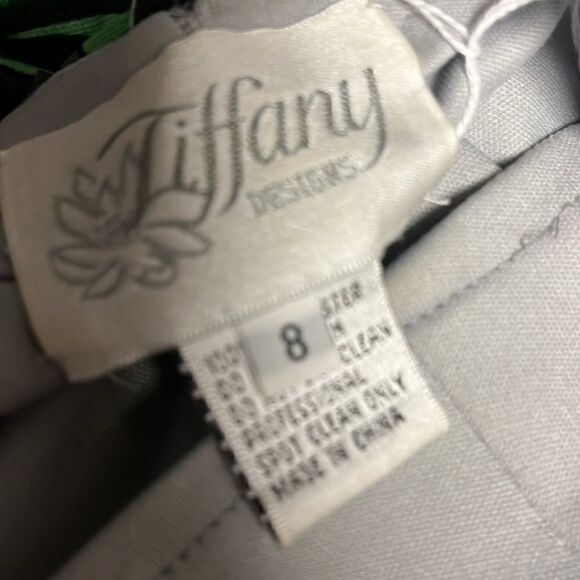 Tiffany
DESIGNS
8
CLEAN
PROFESSIONAL
SPOT CLEAN ONLY
MADE IN CHINA